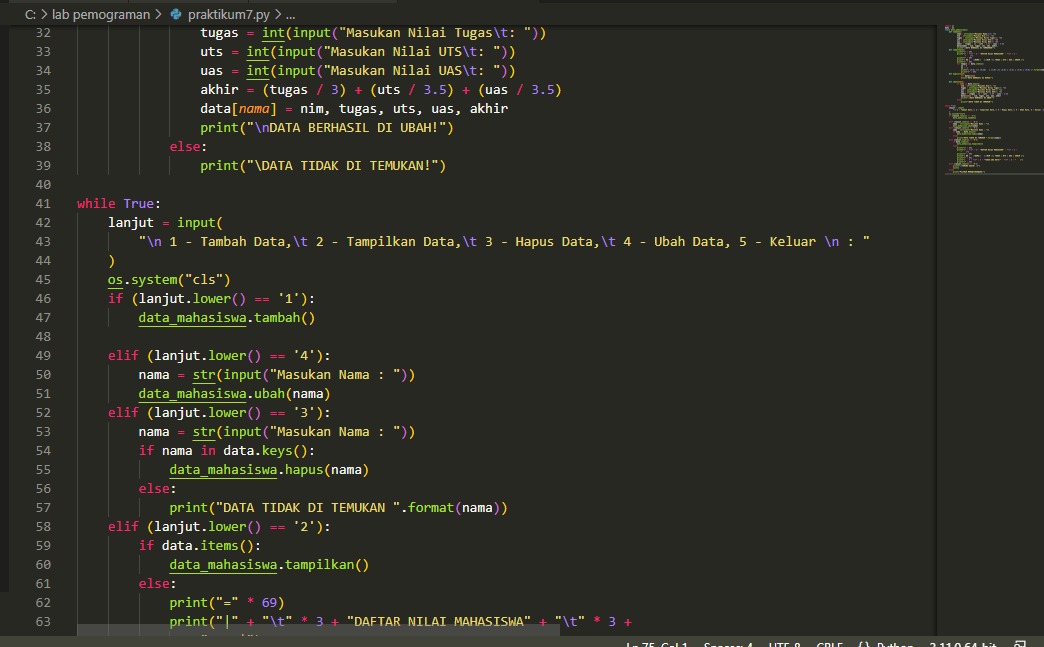 C: > lab pemograman > praktikum7.py > ...
32 tugas = int(input("Masukan Nilai Tugas\t: "))
33 uts = int(input("Masukan Nilai UTS\t: "))
34 uas = int(input("Masukan Nilai UAS\t: "))
35 akhir = (tugas / 3) + (uts / 3.5) + (uas / 3.5)
36 data[nama] = nim, tugas, uts, uas, akhir
37 print("\nDATA BERHASIL DI UBAH!")
38 else:
39 print("\DATA TIDAK DI TEMUKAN!")
40
41 while True:
42 lanjut = input(
43 "\n 1 - Tambah Data,\t 2 - Tampilkan Data,\t 3 - Hapus Data,\t 4 - Ubah Data, 5 - Keluar \n : "
44 )
45 os.system("cls")
46 if (lanjut.lower() == '1'):
47 data_mahasiswa.tambah()
48
49 elif (lanjut.lower() == '4'):
50 nama = str(input("Masukan Nama : "))
51 data_mahasiswa.ubah(nama)
52 elif (lanjut.lower() == '3'):
53 nama = str(input("Masukan Nama : "))
54 if nama in data.keys():
55 data_mahasiswa.hapus(nama)
56 else:
57 print("DATA TIDAK DI TEMUKAN ".format(nama))
58 elif (lanjut.lower() == '2'):
59 if data.items():
60 data_mahasiswa.tampilkan()
61 else:
62 print("=" * 69)
63 print("|" + "\t" * 3 + "DAFTAR NILAI MAHASISWA" + "\t" * 3 +
Ln 75, Col 1 Spaces: 4 UTF-8 CRLF {} Python 3.11.0 64-bit